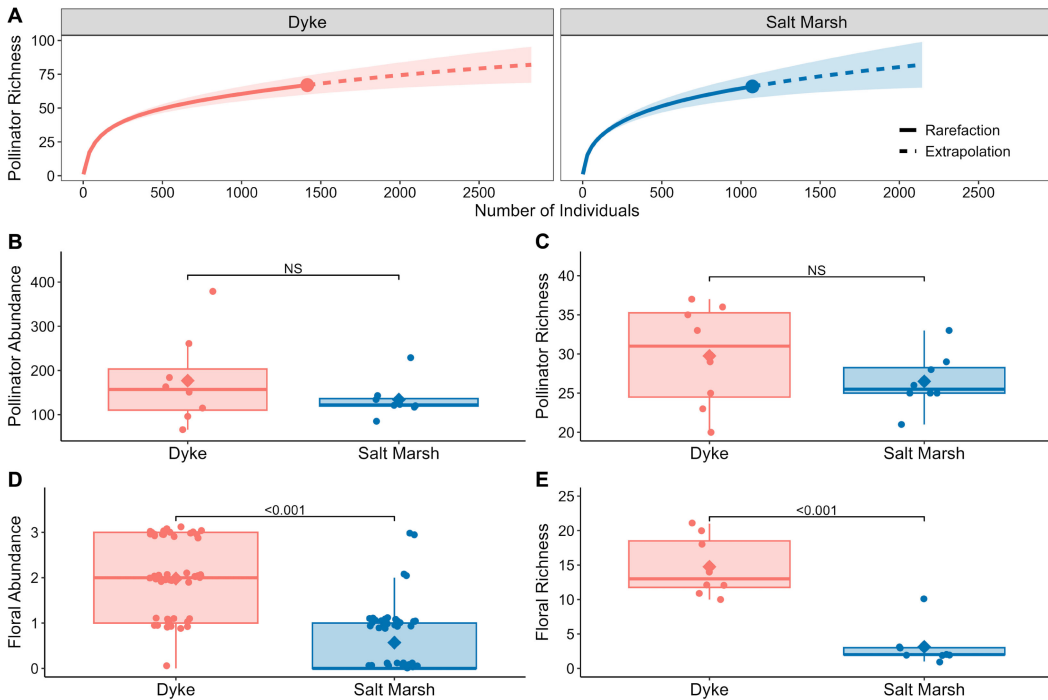 A
Dyke
Salt Marsh
Pollinator Richness
100
75
50
25
0
Rarefaction
Extrapolation
0 500 1000 1500 2000 2500
0 500 1000 1500 2000 2500
Number of Individuals
B
Pollinator Abundance
400
300
200
100
NS
Dyke
Salt Marsh
C
Pollinator Richness
40
35
30
25
20
NS
Dyke
Salt Marsh
D
Floral Abundance
3
2
1
0
<0.001
Dyke
Salt Marsh
E
Floral Richness
25
20
15
10
5
0
<0.001
Dyke
Salt Marsh